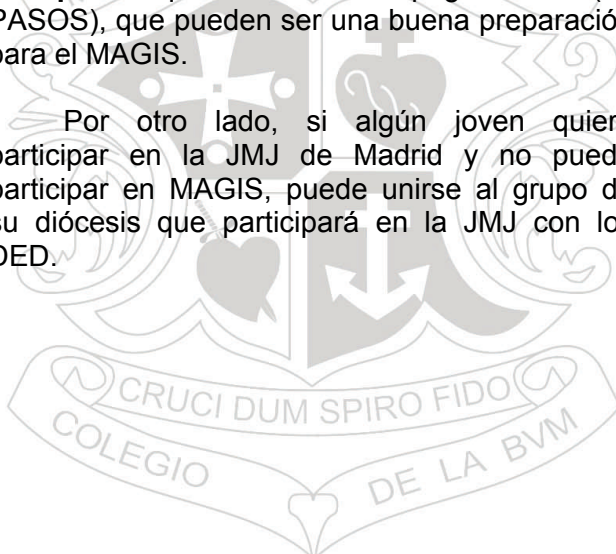 PASOS), que pueden ser una buena preparació
para el MAGIS.
Por otro lado, si algún joven quier
participar en la JMJ de Madrid y no pued
participar en MAGIS, puede unirse al grupo d
su diócesis que participará en la JMJ con lo
DED.
CRUCI DUM SPIRO FIDO
COLEGIO DE LA BVM